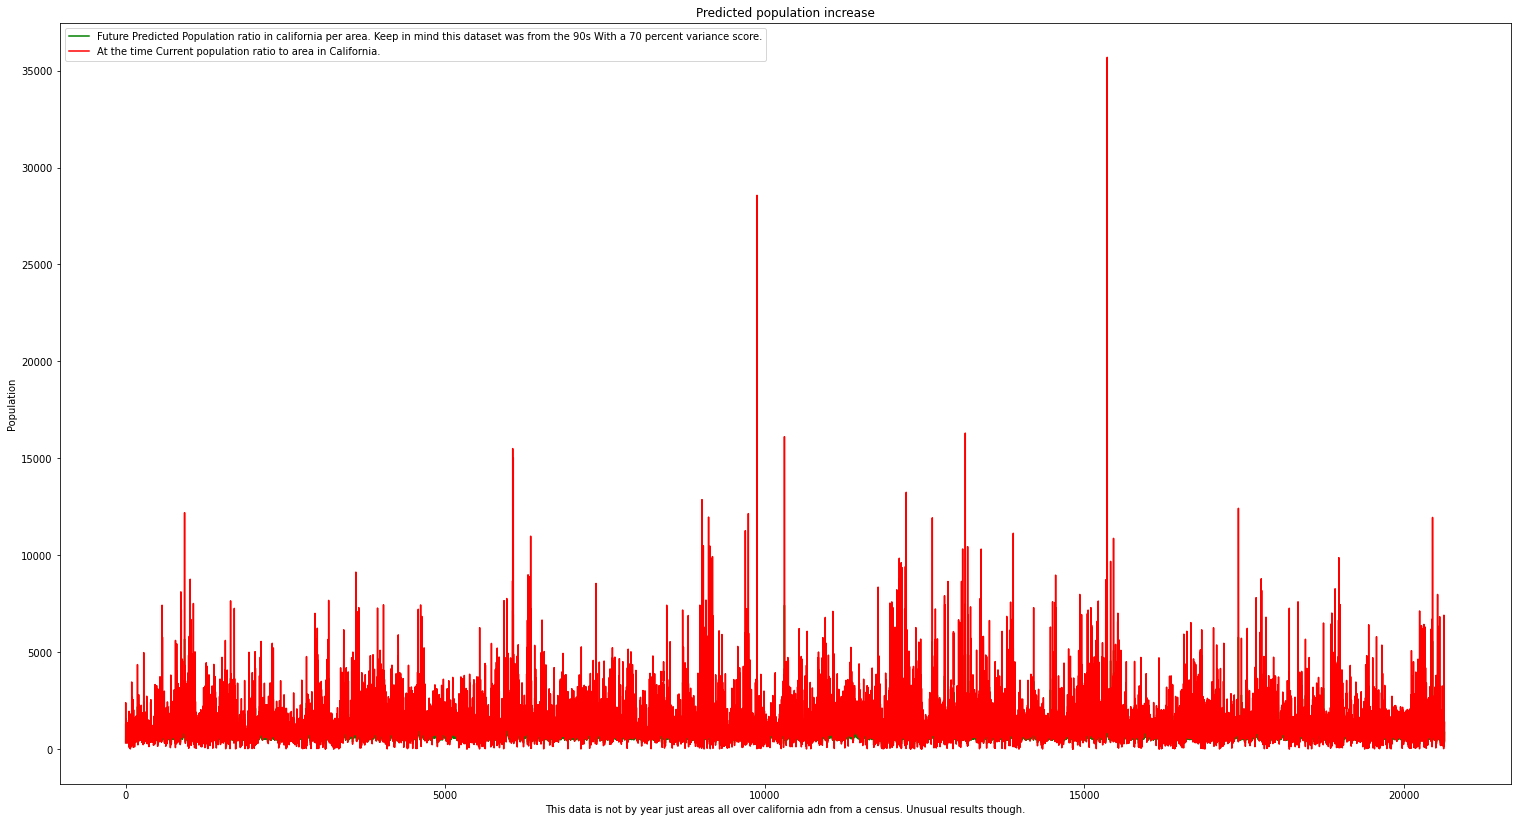 Predicted population increase
Future Predicted Population ratio in california per area. Keep in mind this dataset was from the 90s With a 70 percent variance score.
At the time Current population ratio to area in California.
35000
30000
25000
20000
15000
10000
5000
0
Population
0 5000 10000 15000 20000
This data is not by year just areas all over california adn from a census. Unusual results though.